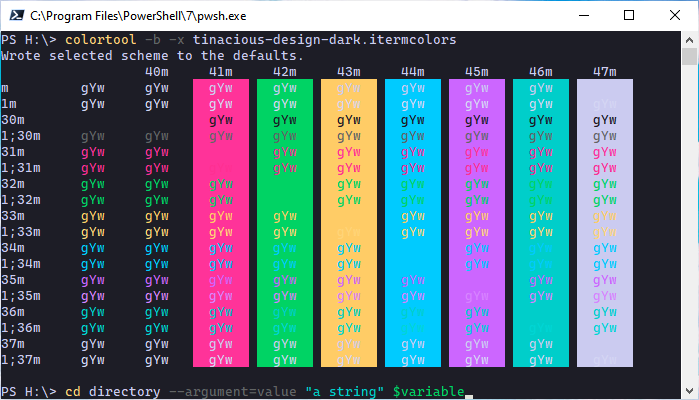 C:\Program Files\PowerShell\7\pwsh.exe
PS H:\> colortool -b -x tinacious-design-dark.itermcolors
Wrote selected scheme to the defaults.
40m 41m 42m 43m 44m 45m 46m 47m
m gYw gYw gYw gYw gYw gYw gYw gYw
1m gYw gYw gYw gYw gYw gYw gYw gYw
30m gYw gYw gYw gYw gYw gYw gYw
1;30m gYw gYw gYw gYw gYw gYw gYw gYw gYw
31m gYw gYw gYw gYw gYw gYw gYw gYw
1;31m gYw gYw gYw gYw gYw gYw gYw gYw
32m gYw gYw gYw gYw gYw gYw gYw gYw
1;32m gYw gYw gYw gYw gYw gYw gYw gYw
33m gYw gYw gYw gYw gYw gYw gYw gYw
1;33m gYw gYw gYw gYw gYw gYw gYw gYw
34m gYw gYw gYw gYw gYw gYw gYw gYw
1;34m gYw gYw gYw gYw gYw gYw gYw gYw
35m gYw gYw gYw gYw gYw gYw gYw gYw
1;35m gYw gYw gYw gYw gYw gYw gYw gYw gYw
36m gYw gYw gYw gYw gYw gYw gYw gYw
1;36m gYw gYw gYw gYw gYw gYw gYw gYw
37m gYw gYw gYw gYw gYw gYw gYw gYw
1;37m gYw gYw gYw gYw gYw gYw gYw gYw
PS H:\> cd directory --argument=value "a string" $variable